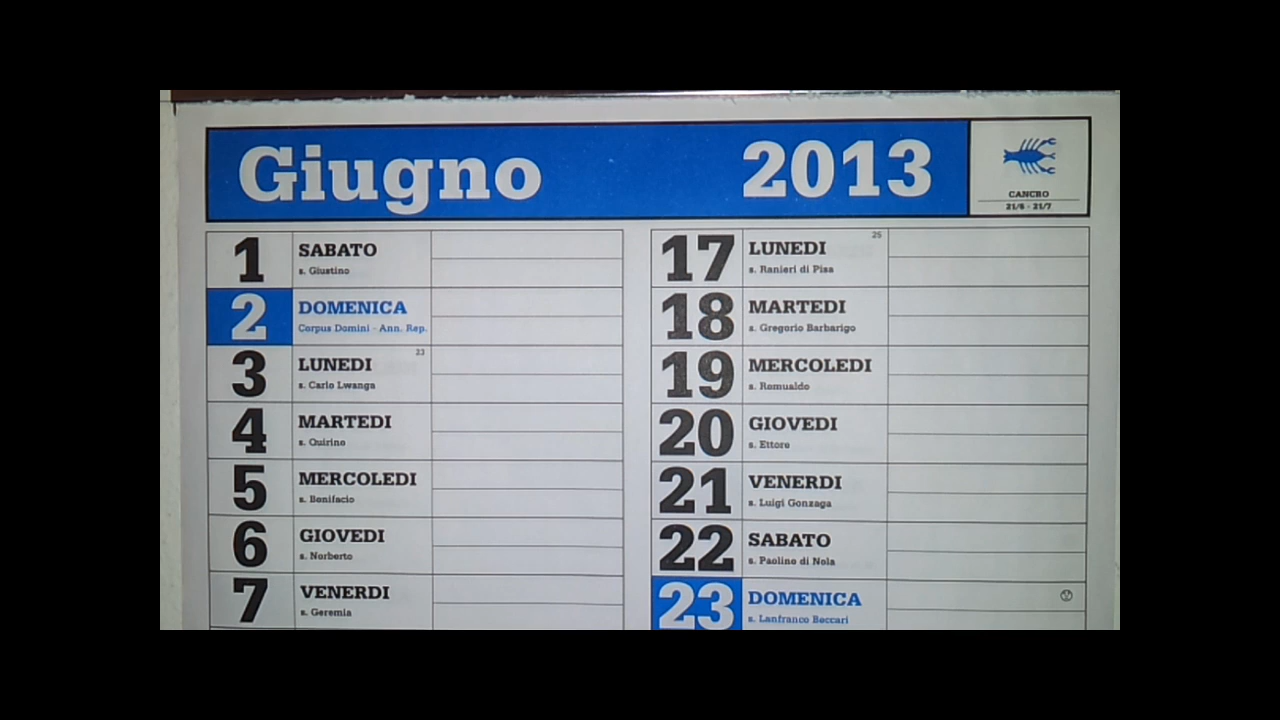 Giugno 2013
CANCRO
21/6 - 21/7
1 SABATO
s. Giustino
2 DOMENICA
Corpus Domini - Ann. Rep.
23
3 LUNEDI
s. Carlo Lwanga
4 MARTEDI
s. Quirino
5 MERCOLEDI
s. Bonifacio
6 GIOVEDI
s. Norberto
7 VENERDI
s. Geremia
25
17 LUNEDI
s. Ranieri di Pisa
18 MARTEDI
s. Gregorio Barbarigo
19 MERCOLEDI
s. Romualdo
20 GIOVEDI
s. Ettore
21 VENERDI
s. Luigi Gonzaga
22 SABATO
s. Paolino di Nola
23 DOMENICA
s. Lanfranco Beccari